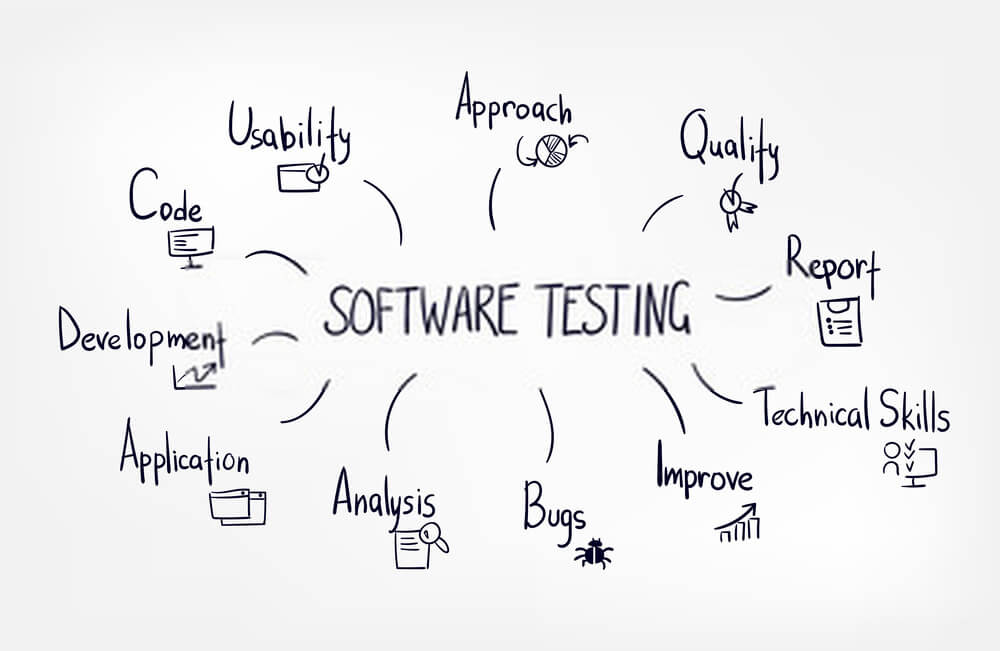 Approach
Usability
Quality
Code
Report
SOFTWARE TESTING
Development
Technical Skills
Application
Improve
Analysis
Bugs